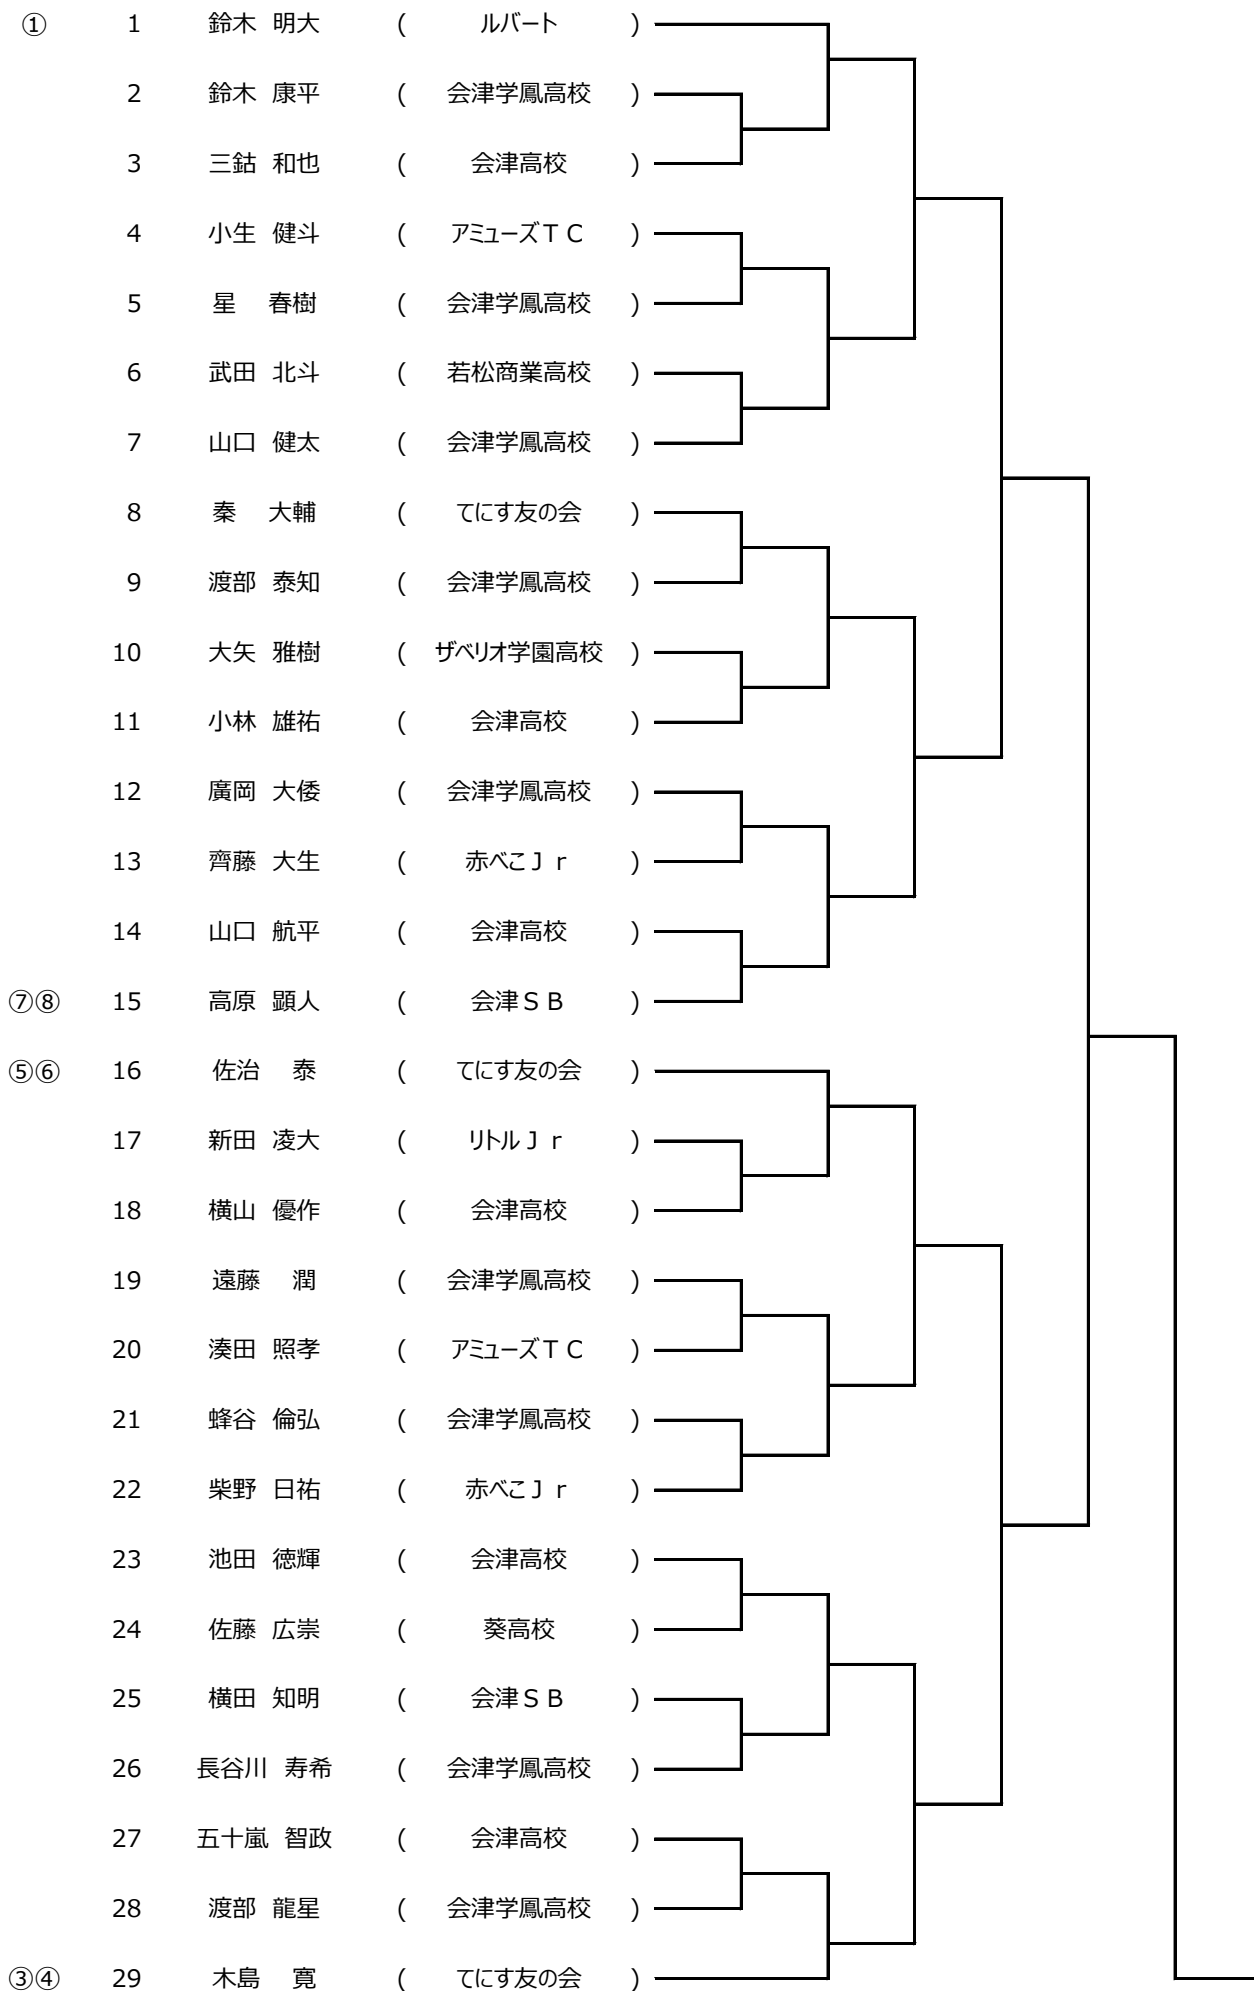 ① 1 鈴木 明大 ( ルバート )
2 鈴木 康平 ( 会津学鳳高校 )
3 三鈷 和也 ( 会津高校 )
4 小生 健斗 ( アミューズＴＣ )
5 星 春樹 ( 会津学鳳高校 )
6 武田 北斗 ( 若松商業高校 )
7 山口 健太 ( 会津学鳳高校 )
8 秦 大輔 ( てにす友の会 )
9 渡部 泰知 ( 会津学鳳高校 )
10 大矢 雅樹 ( ザベリオ学園高校 )
11 小林 雄祐 ( 会津高校 )
12 廣岡 大倭 ( 会津学鳳高校 )
13 齊藤 大生 ( 赤べこＪｒ )
14 山口 航平 ( 会津高校 )
⑦⑧ 15 高原 顕人 ( 会津ＳＢ )
⑤⑥ 16 佐治 泰 ( てにす友の会 )
17 新田 凌大 ( リトルＪｒ )
18 横山 優作 ( 会津高校 )
19 遠藤 潤 ( 会津学鳳高校 )
20 湊田 照孝 ( アミューズＴＣ )
21 蜂谷 倫弘 ( 会津学鳳高校 )
22 柴野 日祐 ( 赤べこＪｒ )
23 池田 徳輝 ( 会津高校 )
24 佐藤 広崇 ( 葵高校 )
25 横田 知明 ( 会津ＳＢ )
26 長谷川 寿希 ( 会津学鳳高校 )
27 五十嵐 智政 ( 会津高校 )
28 渡部 龍星 ( 会津学鳳高校 )
③④ 29 木島 寛 ( てにす友の会 )